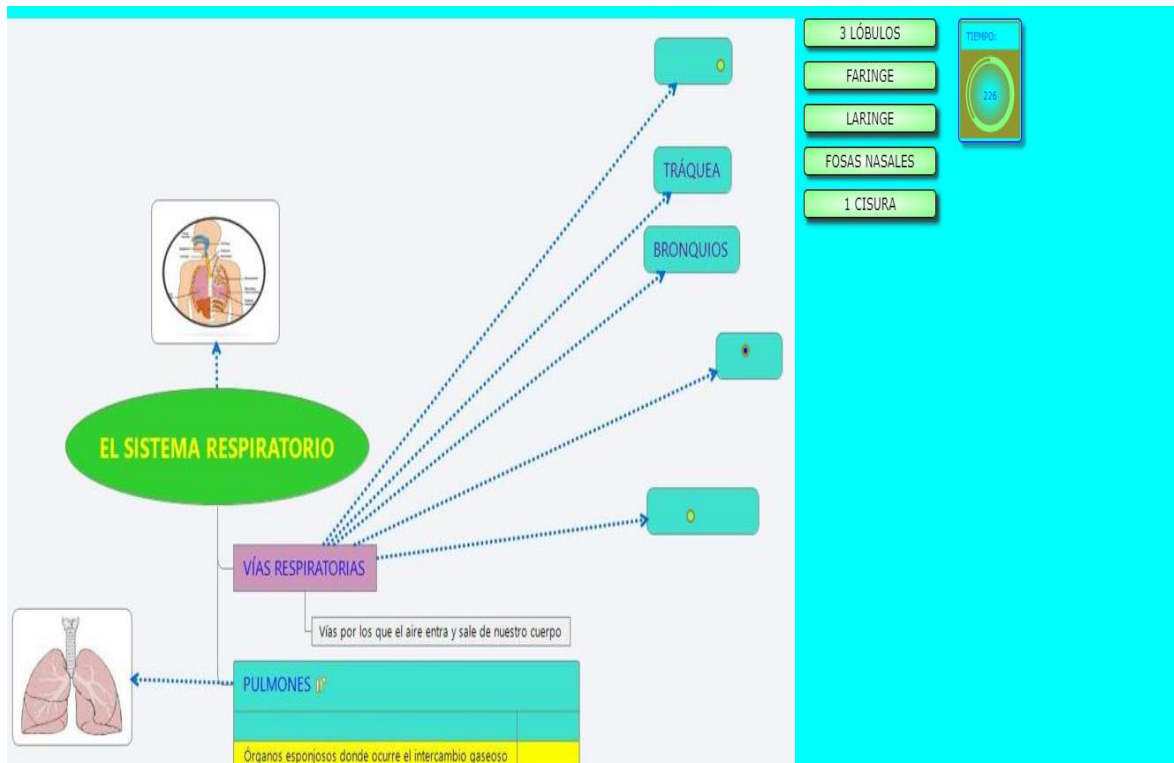 3 LÓBULOS
TIEMPO:
FARINGE
226
LARINGE
TRÁQUEA
FOSAS NASALES
1 CISURA
BRONQUIOS
EL SISTEMA RESPIRATORIO
VÍAS RESPIRATORIAS
Vías por los que el aire entra y sale de nuestro cuerpo
PULMONES
Órganos esponjosos donde ocurre el intercambio gaseoso